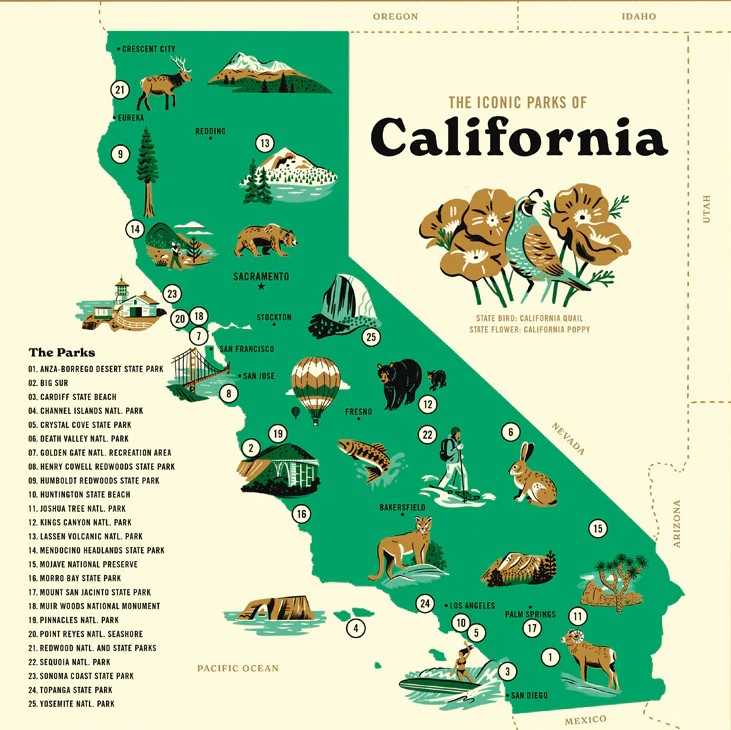 OREGON
IDAHO
CRESCENT CITY
21
EUREKA
REDDING
9
13
THE ICONIC PARKS OF
California
UTAH
14
SACRAMENTO
23
20
18
7
STOCKTON
25
STATE BIRD: CALIFORNIA QUAIL
STATE FLOWER: CALIFORNIA POPPY
SAN FRANCISCO
SAN JOSE
8
FRESNO
12
22
6
NEVADA
2
19
16
BAKERSFIELD
15
ARIZONA
24
LOS ANGELES
PALM SPRINGS
11
10
5
17
4
1
3
SAN DIEGO
PACIFIC OCEAN
MEXICO
The Parks
01. ANZA-BORREGO DESERT STATE PARK
02. BIG SUR
03. CARDIFF STATE BEACH
04. CHANNEL ISLANDS NATL. PARK
05. CRYSTAL COVE STATE PARK
06. DEATH VALLEY NATL. PARK
07. GOLDEN GATE NATL. RECREATION AREA
08. HENRY COWELL REDWOODS STATE PARK
09. HUMBOLDT REDWOODS STATE PARK
10. HUNTINGTON STATE BEACH
11. JOSHUA TREE NATL. PARK
12. KINGS CANYON NATL. PARK
13. LASSEN VOLCANIC NATL. PARK
14. MENDOCINO HEADLANDS STATE PARK
15. MOJAVE NATIONAL PRESERVE
16. MORRO BAY STATE PARK
17. MOUNT SAN JACINTO STATE PARK
18. MUIR WOODS NATIONAL MONUMENT
19. PINNACLES NATL. PARK
20. POINT REYES NATL. SEASHORE
21. REDWOOD NATL. AND STATE PARKS
22. SEQUOIA NATL. PARK
23. SONOMA COAST STATE PARK
24. TOPANGA STATE PARK
25. YOSEMITE NATL. PARK